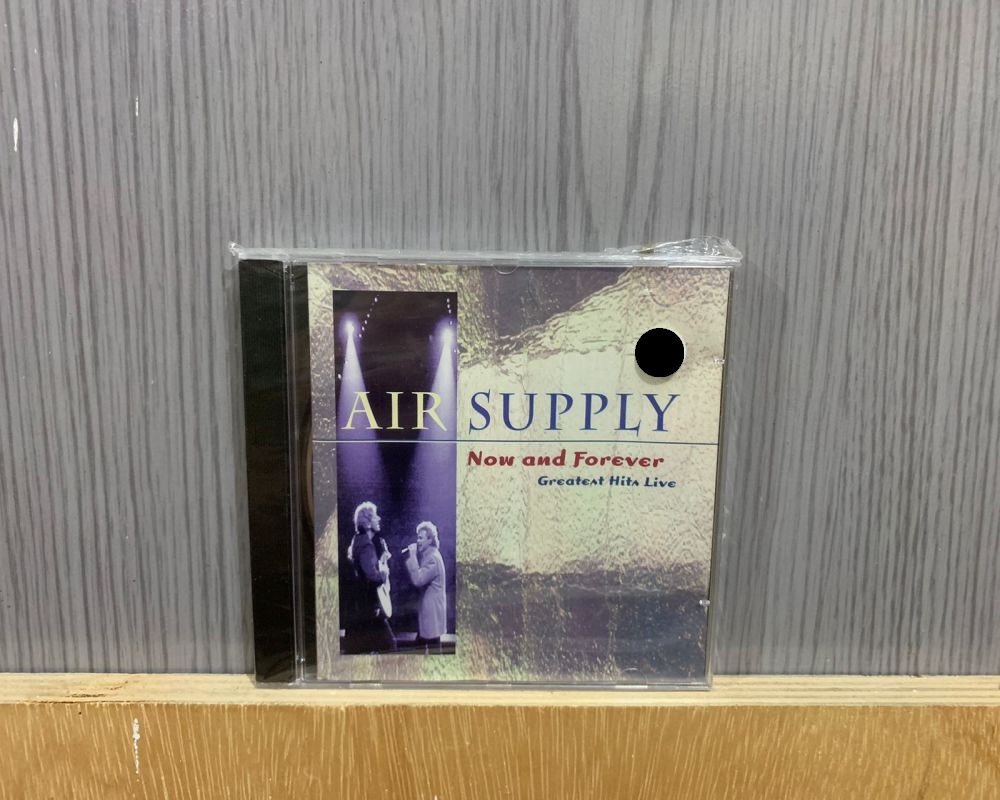 AIR SUPPLY
Now and Forever
Greatest Hits Live